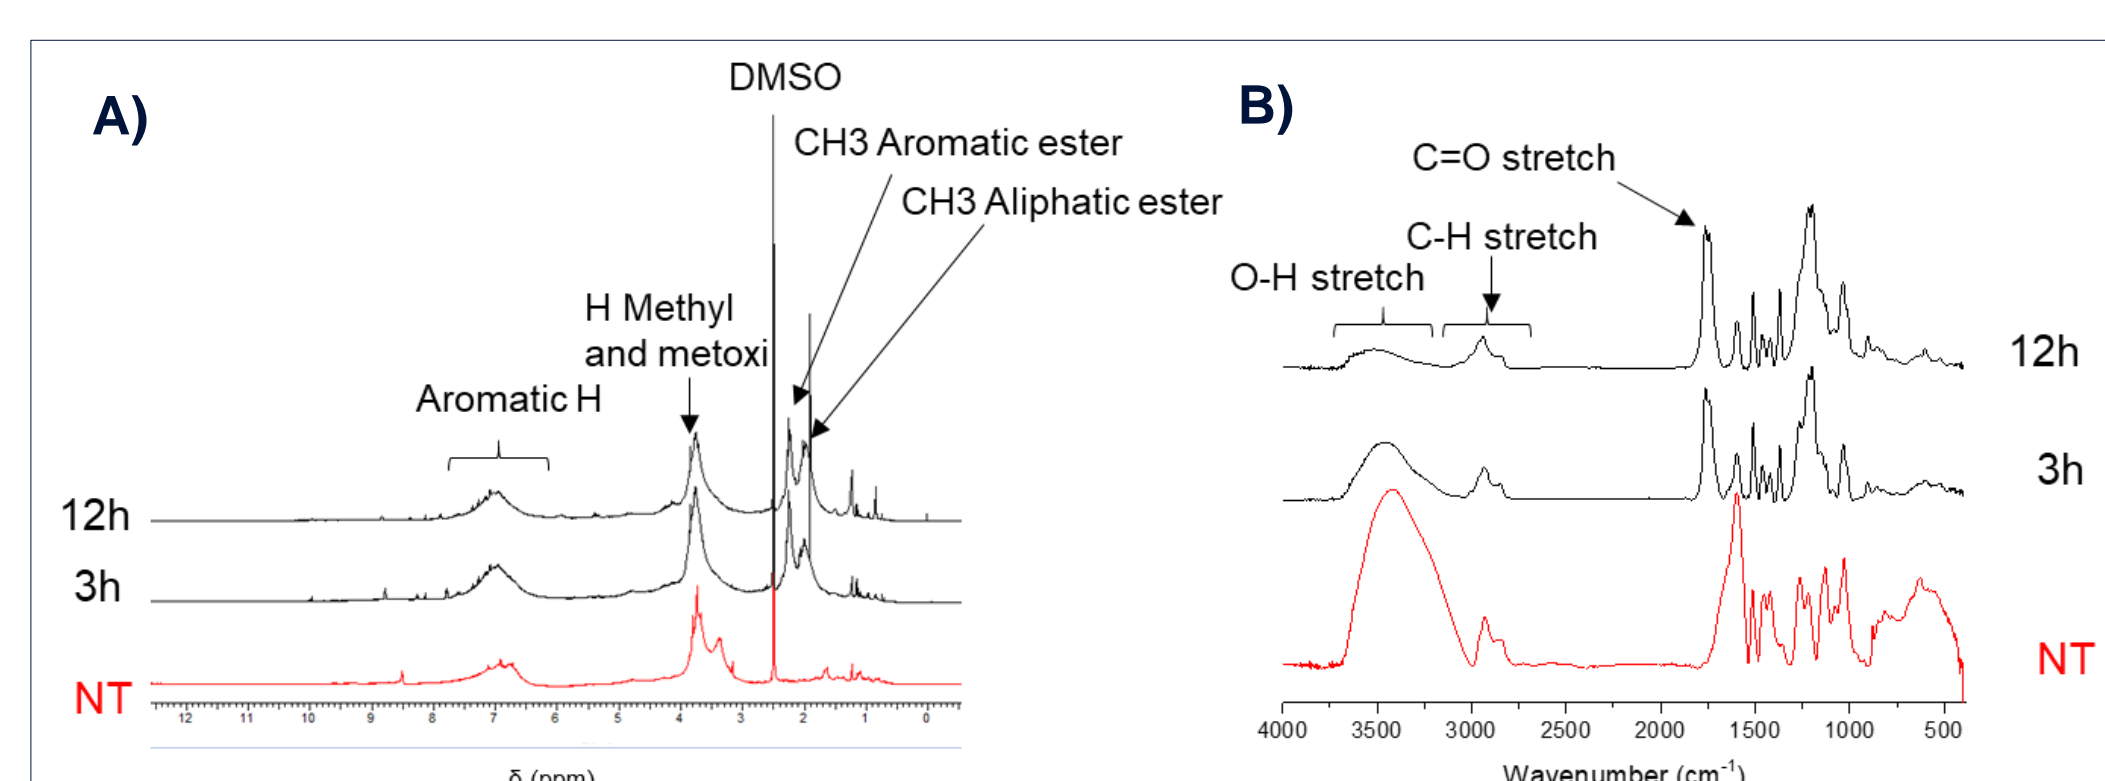 A)
DMSO
CH3 Aromatic ester
CH3 Aliphatic ester
H Methyl
and metoxi
Aromatic H
12h
3h
NT
12 11 10 9 8 7 6 5 4 3 2 1 0
δ (ppm)
B)
C=O stretch
C-H stretch
O-H stretch
12h
3h
NT
4000 3500 3000 2500 2000 1500 1000 500
Wavenumber (cm-1)